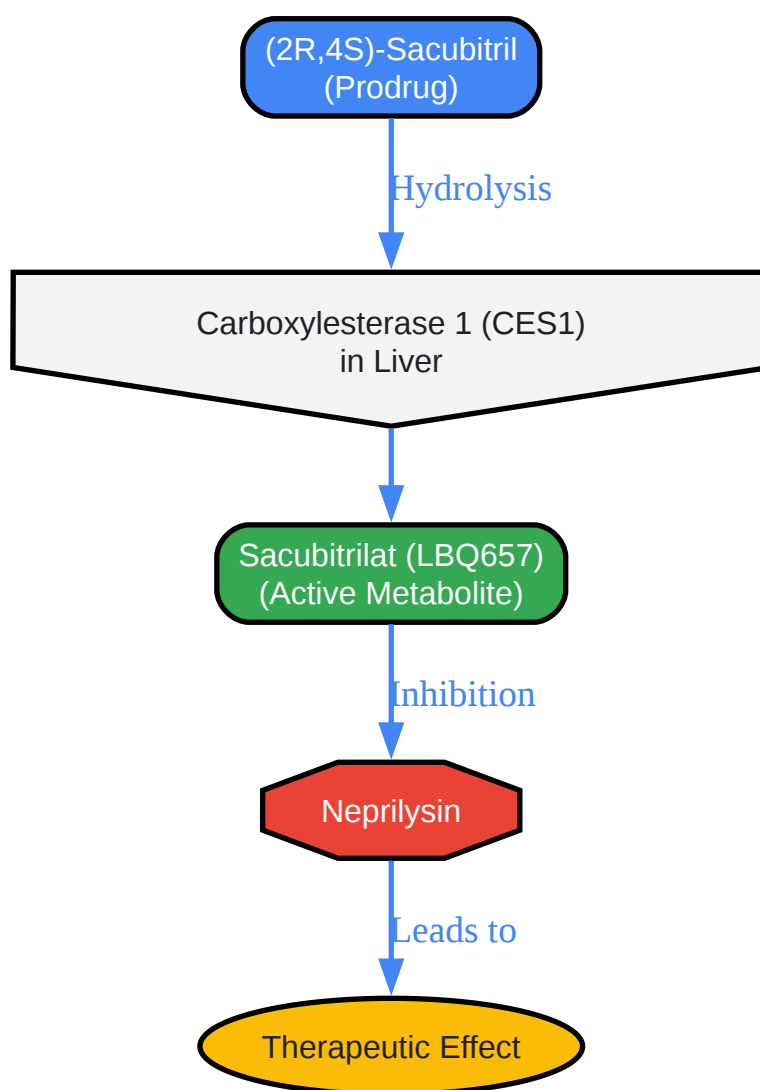 (2R,4S)-Sacubitril
(Prodrug)
Hydrolysis
Carboxylesterase 1 (CES1)
in Liver
Sacubitrilat (LBQ657)
(Active Metabolite)
Inhibition
Neprilysin
Leads to
Therapeutic Effect